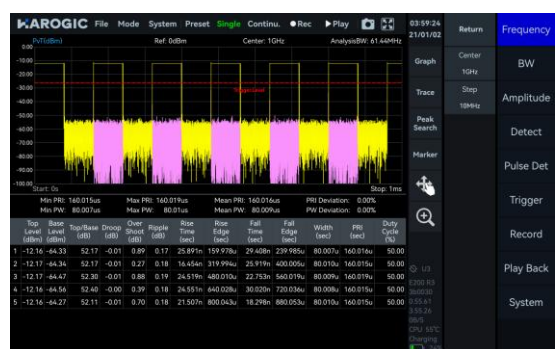 HAROGIC File Mode System Preset Single Continu. ●Rec ▶Play
03:59:24
21/01/02
PvT(dBm) Ref: 0dBm Center: 1GHz AnalysisBW: 61.44MHz
0.00
-10.00
-20.00
-30.00
-40.00
-50.00
-60.00
-70.00
-80.00
-90.00
-100.00
Trigger Level
Start: 0s Stop: 1ms
Min PRI: 160.015us Max PRI: 160.019us Mean PRI: 160.016us PRI Deviation: 0.00%
Min PW: 80.007us Max PW: 80.01us Mean PW: 80.009us PW Deviation: 0.00%
Top Level (dBm) Base Level (dBm) Top/Base (dB) Droop (dB) Over Shoot (dB) Ripple (dB) Rise Time (sec) Rise Edge (sec) Fall Time (sec) Fall Edge (sec) Width (sec) PRI (sec) Duty Cycle (%)
1 -12.16 -64.33 52.17 -0.01 0.89 0.17 25.891n 159.978u 29.408n 239.985u 80.007u 160.016u 50.00
2 -12.17 -64.34 52.17 -0.01 0.27 0.18 16.454n 319.994u 25.919n 400.005u 80.010u 160.015u 50.00
3 -12.17 -64.47 52.30 -0.01 0.88 0.19 24.519n 480.010u 22.753n 560.019u 80.009u 160.019u 50.00
4 -12.16 -64.56 52.40 -0.00 0.39 0.18 24.551n 640.028u 30.020n 720.036u 80.008u 160.015u 50.00
5 -12.16 -64.27 52.11 -0.01 0.70 0.18 21.507n 800.043u 18.298n 880.053u 80.010u 160.015u 50.00
Graph
Trace
Peak
Search
Marker
U3
E200 R3
CPU 55°C
Charging
Return
Center
1GHz
Step
10MHz
Frequency
BW
Amplitude
Detect
Pulse Det
Trigger
Record
Play Back
System